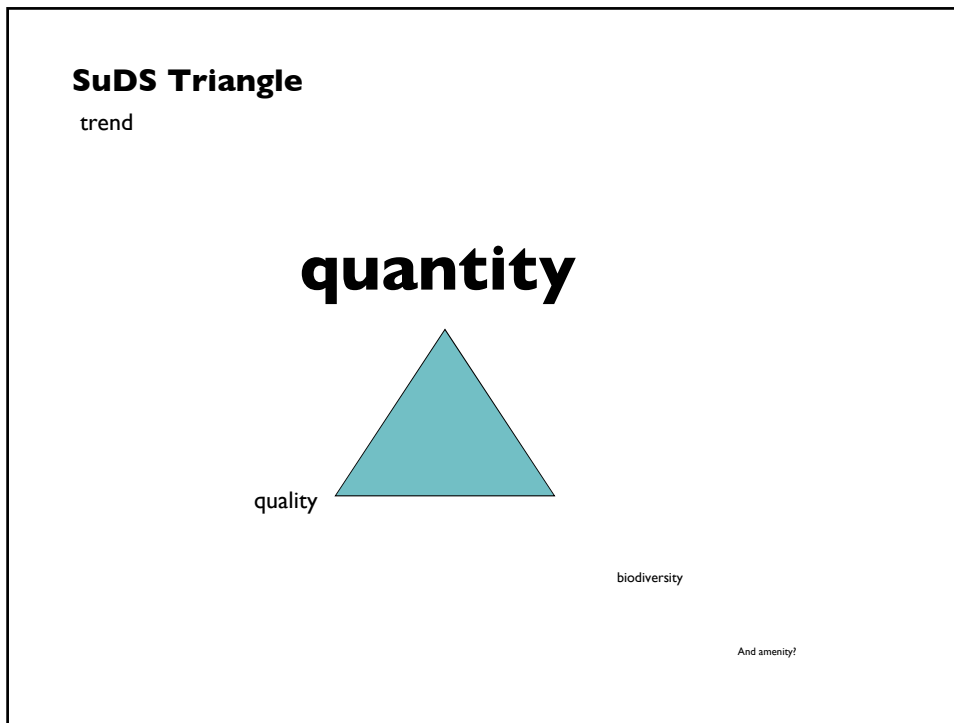 SuDS Triangle
trend
quantity
quality
biodiversity
And amenity?